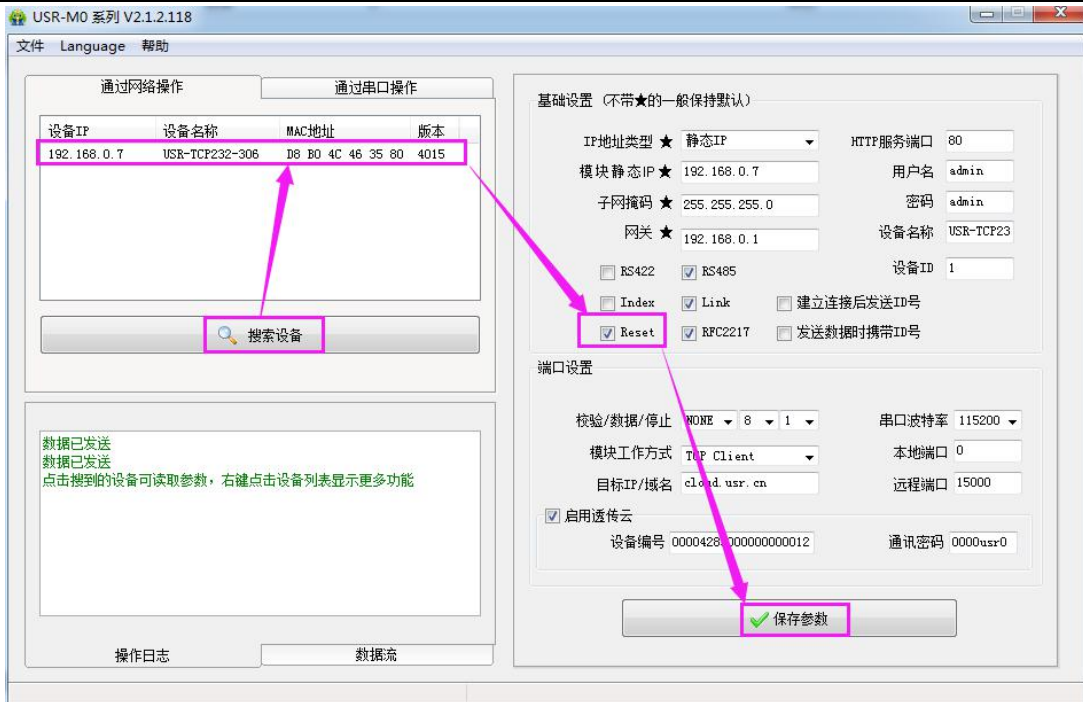 USR-M0 系列 V2.1.2.118
文件 Language 帮助
通过网络操作 通过串口操作
设备IP 设备名称 MAC地址 版本
192.168.0.7 USR-TCP232-306 D8 B0 4C 46 35 80 4015
搜索设备
数据已发送
数据已发送
点击搜到的设备可读取参数，右键点击设备列表显示更多功能
操作日志 数据流
基础设置（不带★的一般保持默认）
IP地址类型 ★ 静态IP HTTP服务端口 80
模块静态IP★ 192.168.0.7 用户名 admin
子网掩码 ★ 255.255.255.0 密码 admin
网关 ★ 192.168.0.1 设备名称 USR-TCP23
RS422 RS485 设备ID 1
Index Link 建立连接后发送ID号
Reset RFC2217 发送数据时携带ID号
端口设置
校验/数据/停止 NONE 8 1 串口波特率 115200
模块工作方式 TCP Client 本地端口 0
目标IP/域名 cloud.usr.cn 远程端口 15000
启用透传云
设备编号 通讯密码 0000usr0
保存参数